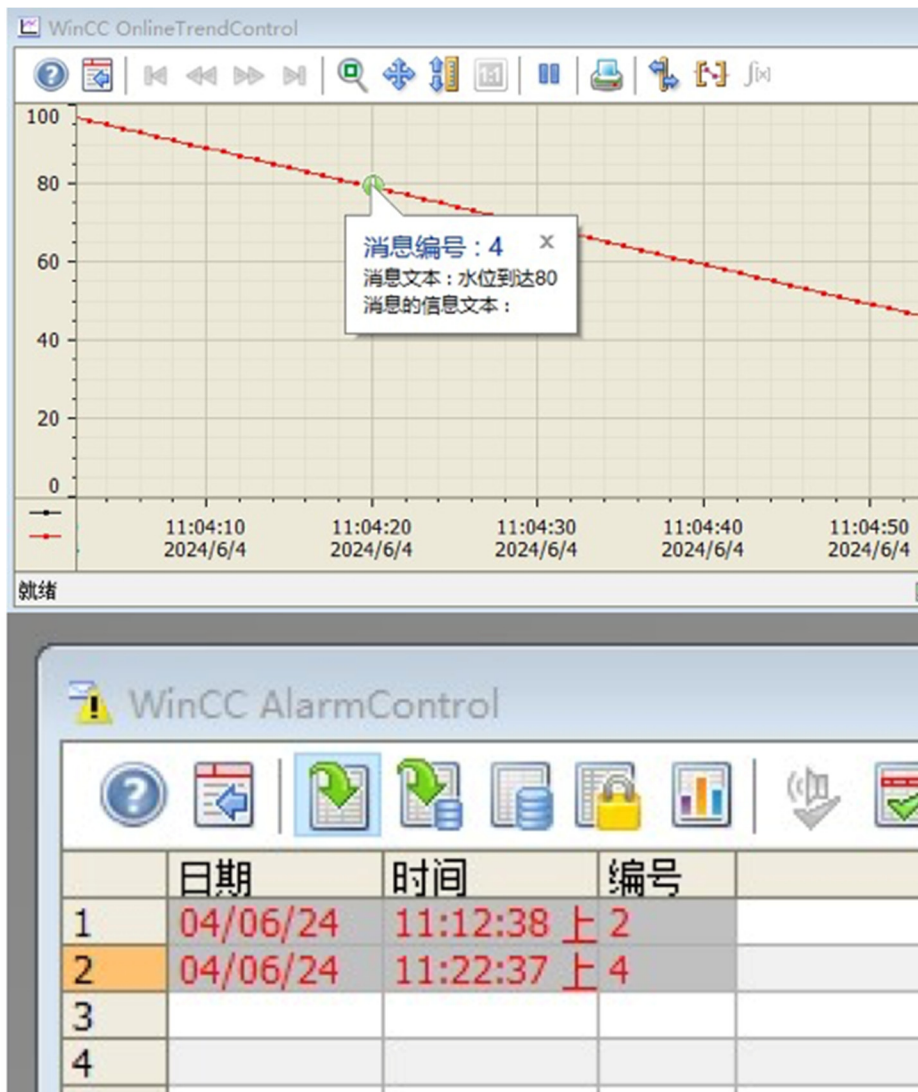 WinCC OnlineTrendControl
100
80
消息编号：4 x
消息文本：水位到达80
消息的信息文本：
60
40
20
0
11:04:10 11:04:20 11:04:30 11:04:40 11:04:50
2024/6/4 2024/6/4 2024/6/4 2024/6/4 2024/6/4
就绪
WinCC AlarmControl
日期 时间 编号
1 04/06/24 11:12:38 上 2
2 04/06/24 11:22:37 上 4
3
4